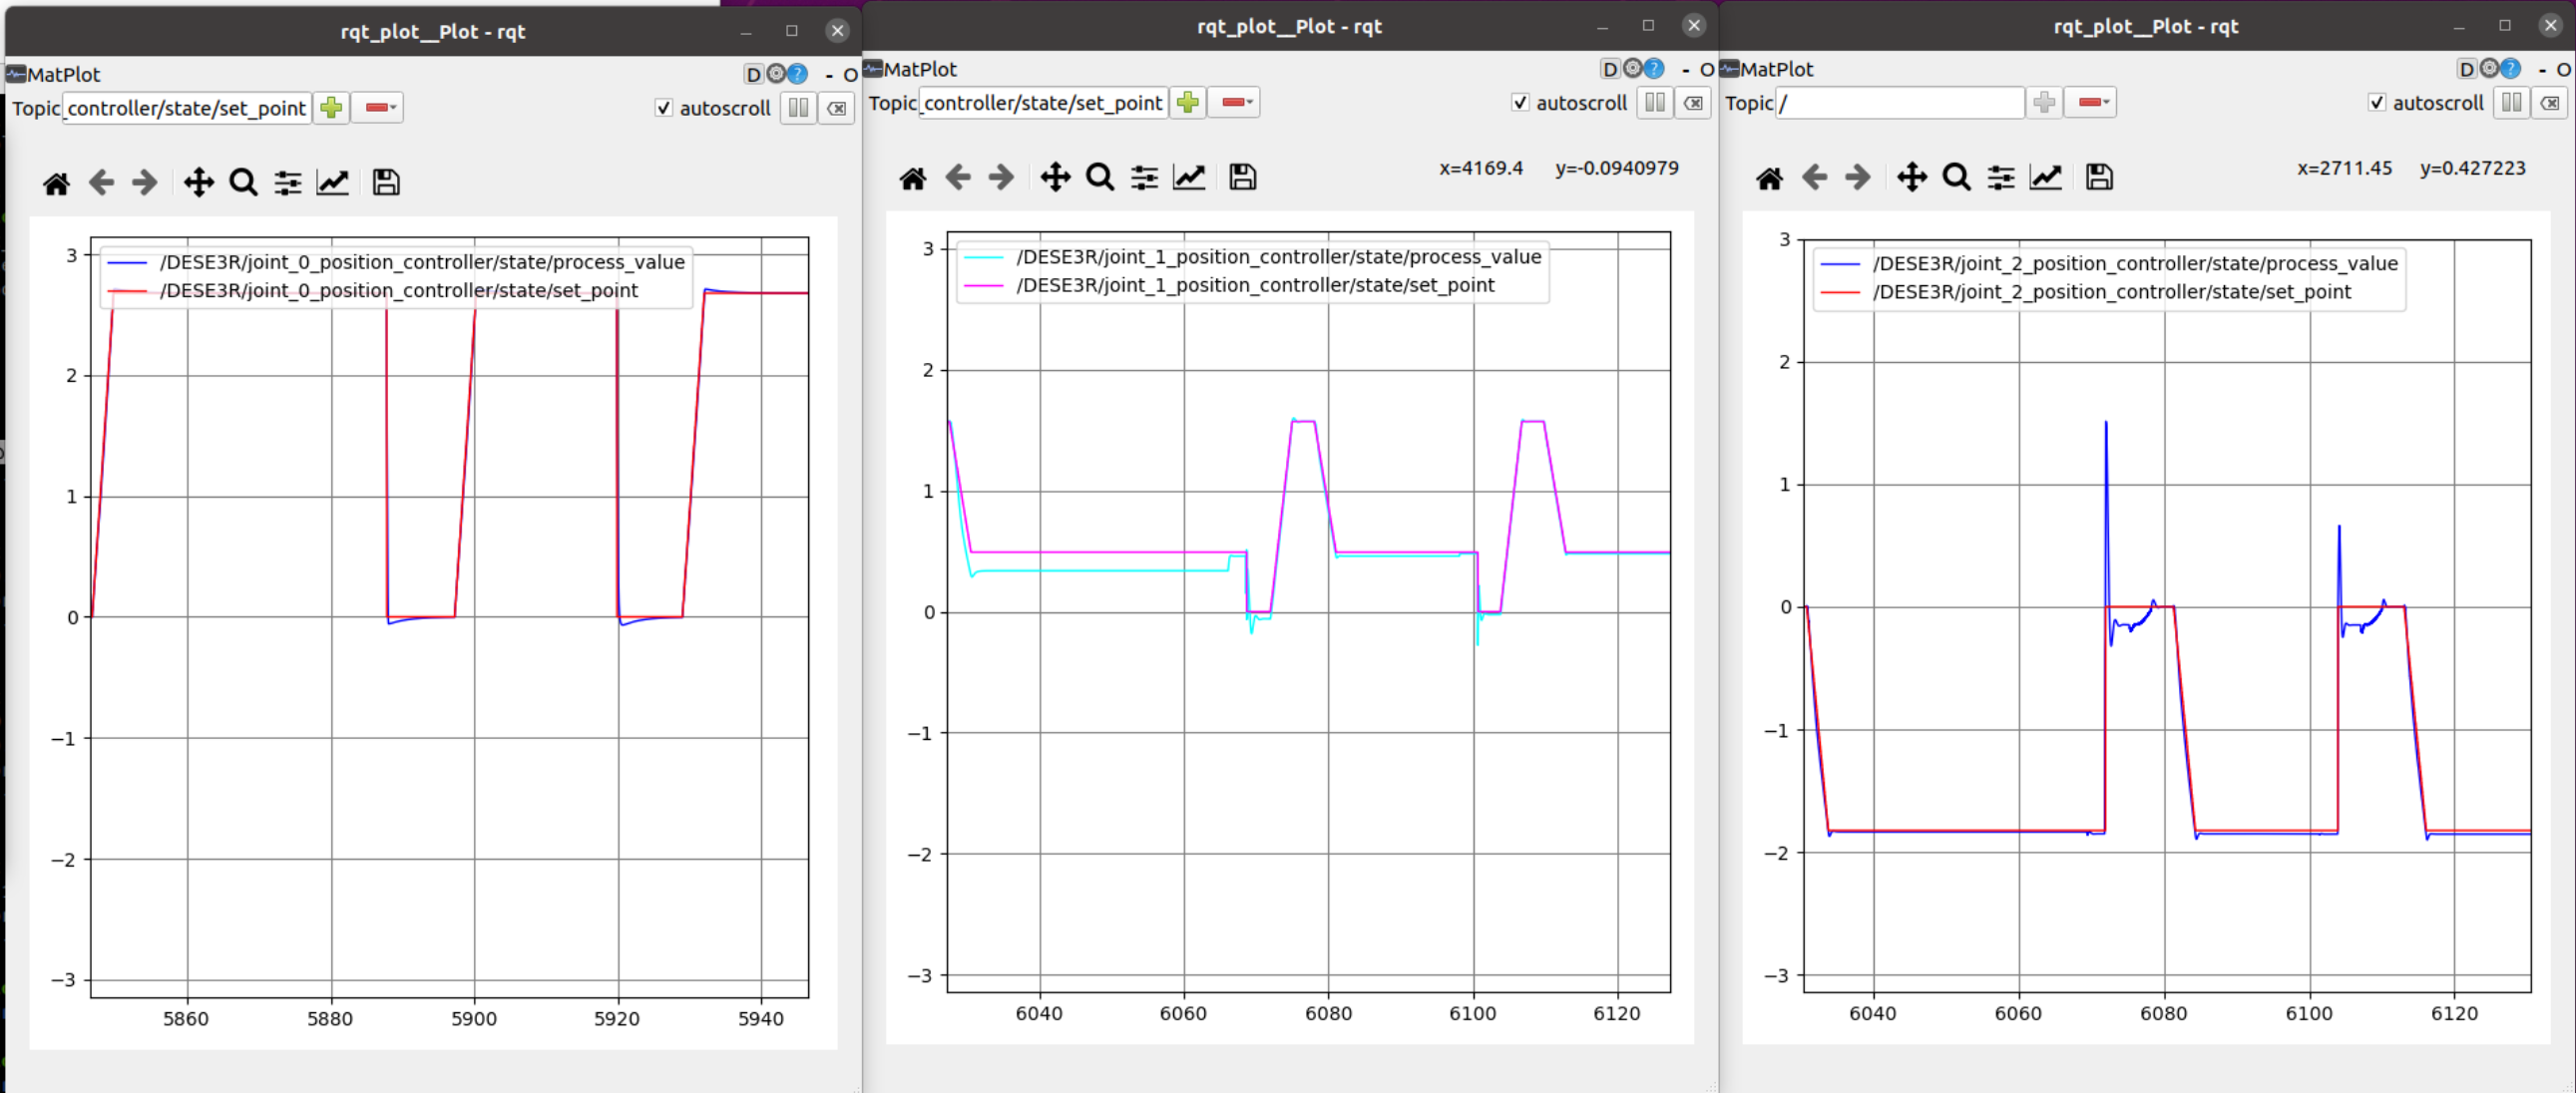 rqt_plot__Plot - rqt
MatPlot
D ? - O
Topic _controller/state/set_point
autoscroll
/DESE3R/joint_0_position_controller/state/process_value
/DESE3R/joint_0_position_controller/state/set_point
3
2
1
0
−1
−2
−3
5860 5880 5900 5920 5940
rqt_plot__Plot - rqt
MatPlot
D ? - O
Topic _controller/state/set_point
autoscroll
x=4169.4 y=-0.0940979
/DESE3R/joint_1_position_controller/state/process_value
/DESE3R/joint_1_position_controller/state/set_point
3
2
1
0
−1
−2
−3
6040 6060 6080 6100 6120
rqt_plot__Plot - rqt
MatPlot
D ? - O
Topic /
autoscroll
x=2711.45 y=0.427223
/DESE3R/joint_2_position_controller/state/process_value
/DESE3R/joint_2_position_controller/state/set_point
3
2
1
0
−1
−2
−3
6040 6060 6080 6100 6120